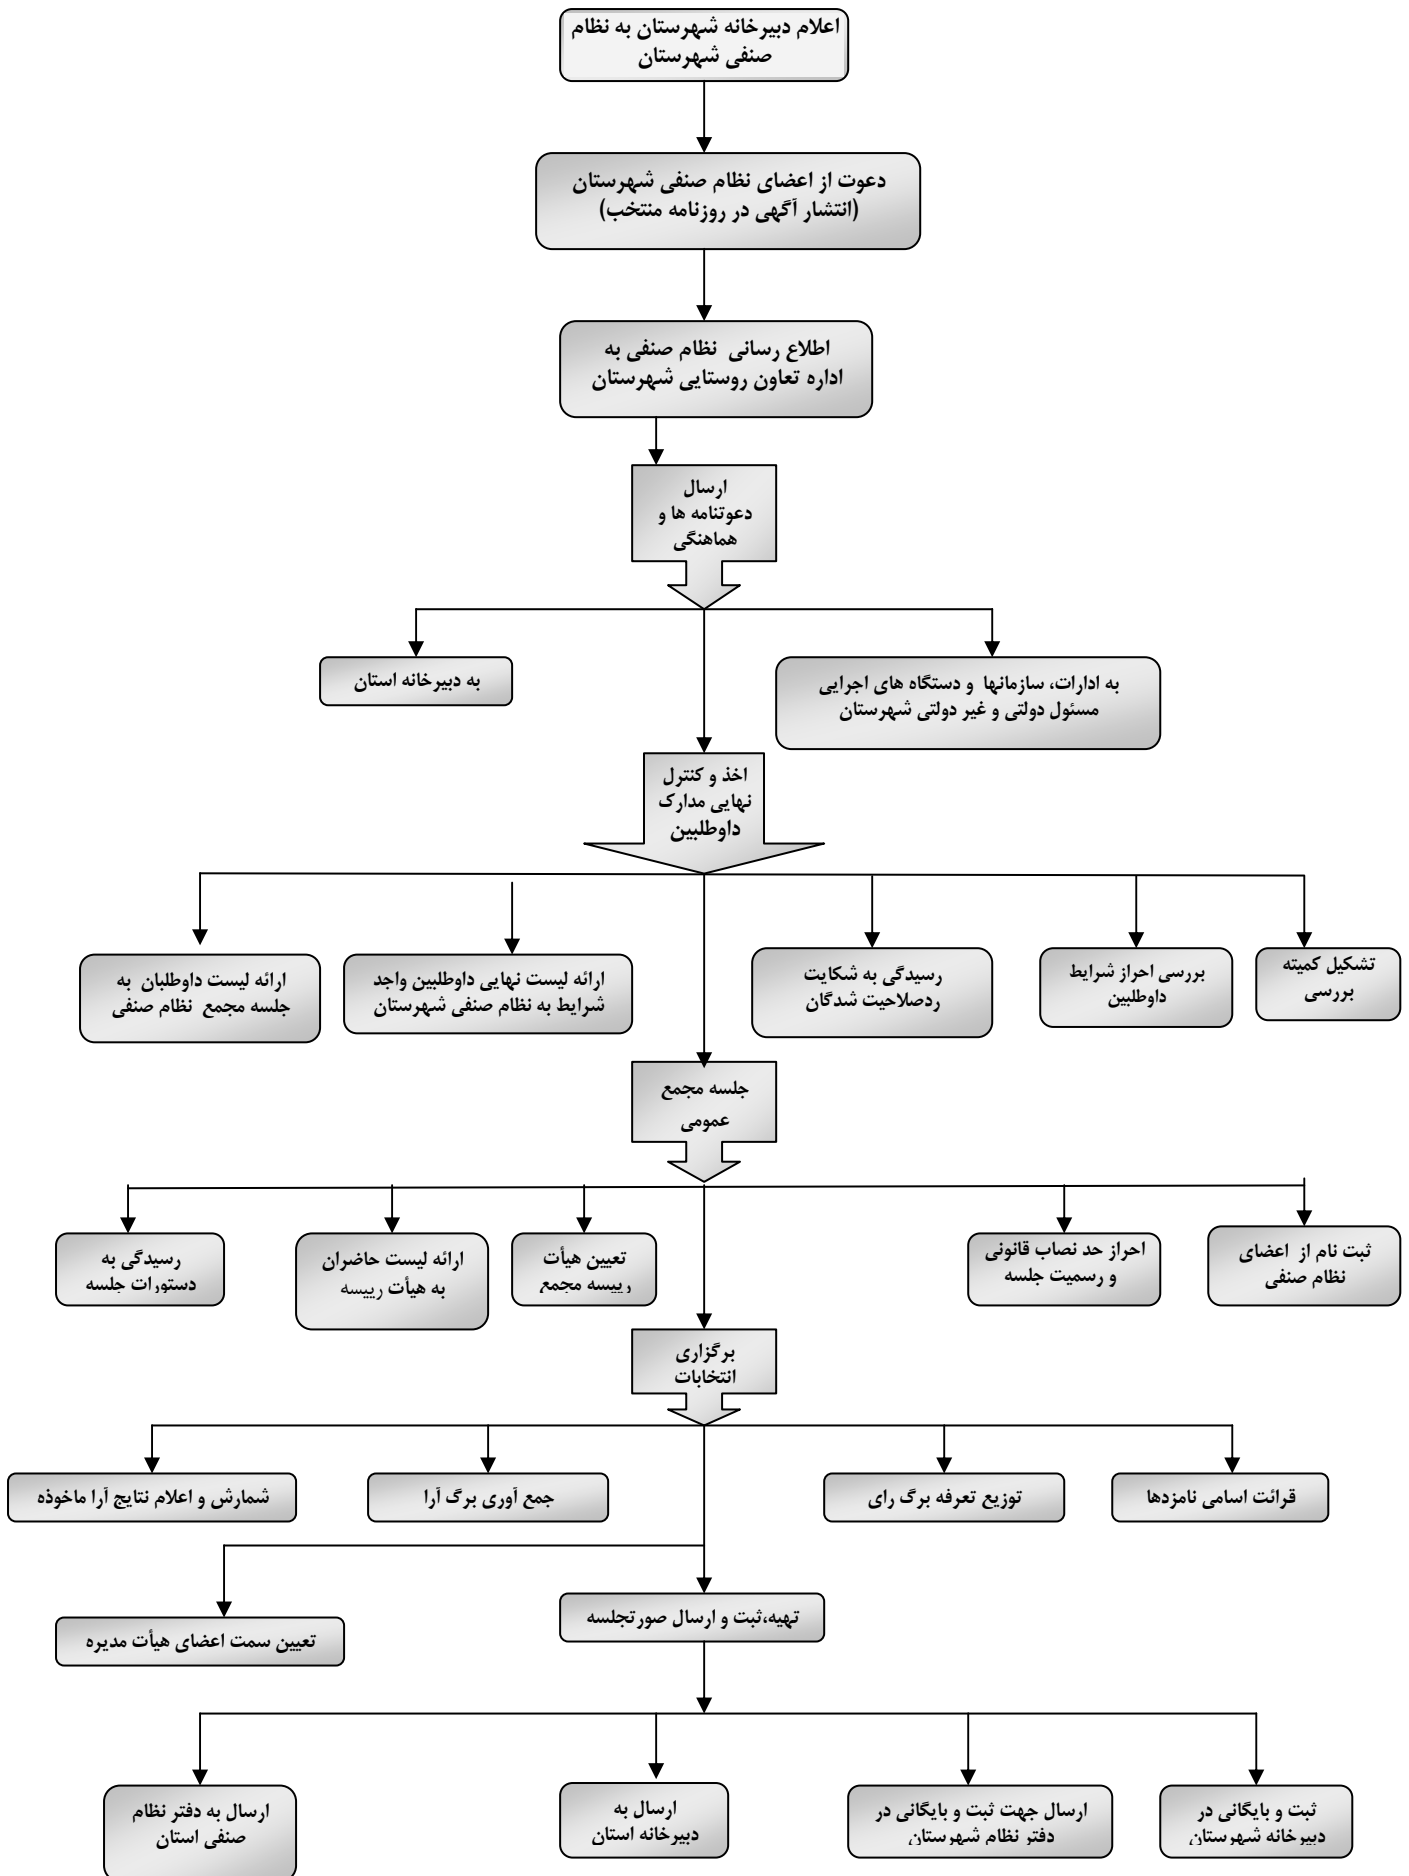 اعلام دبیرخانه شهرستان به نظام
صنفی شهرستان
دعوت از اعضای نظام صنفی شهرستان
(انتشار آگهی در روزنامه منتخب)
اطلاع رسانی نظام صنفی به
اداره تعاون روستایی شهرستان
ارسال
دعوتنامه ها و
هماهنگی
به ادارات، سازمانها و دستگاه های اجرایی
مسئول دولتی و غیر دولتی شهرستان
به دبیرخانه استان
اخذ و کنترل
نهایی مدارک
داوطلبین
تشکیل کمیته
بررسی
بررسی احراز شرایط
داوطلبین
رسیدگی به شکایت
ردصلاحیت شدگان
ارائه لیست نهایی داوطلبین واجد
شرایط به نظام صنفی شهرستان
ارائه لیست داوطلبان به
جلسه مجمع نظام صنفی
جلسه مجمع
عمومی
ثبت نام از اعضای
نظام صنفی
احراز حد نصاب قانونی
و رسمیت جلسه
تعیین هیأت
رییسه مجمع
ارائه لیست حاضران
به هیأت رییسه
رسیدگی به
دستورات جلسه
برگزاری
انتخابات
قرائت اسامی نامزدها
توزیع تعرفه برگ رای
جمع آوری برگ آرا
شمارش و اعلام نتایج آرا ماخوذه
تهیه،ثبت و ارسال صورتجلسه
تعیین سمت اعضای هیأت مدیره
ثبت و بایگانی در
دبیرخانه شهرستان
ارسال جهت ثبت و بایگانی در
دفتر نظام شهرستان
ارسال به
دبیرخانه استان
ارسال به دفتر نظام
صنفی استان